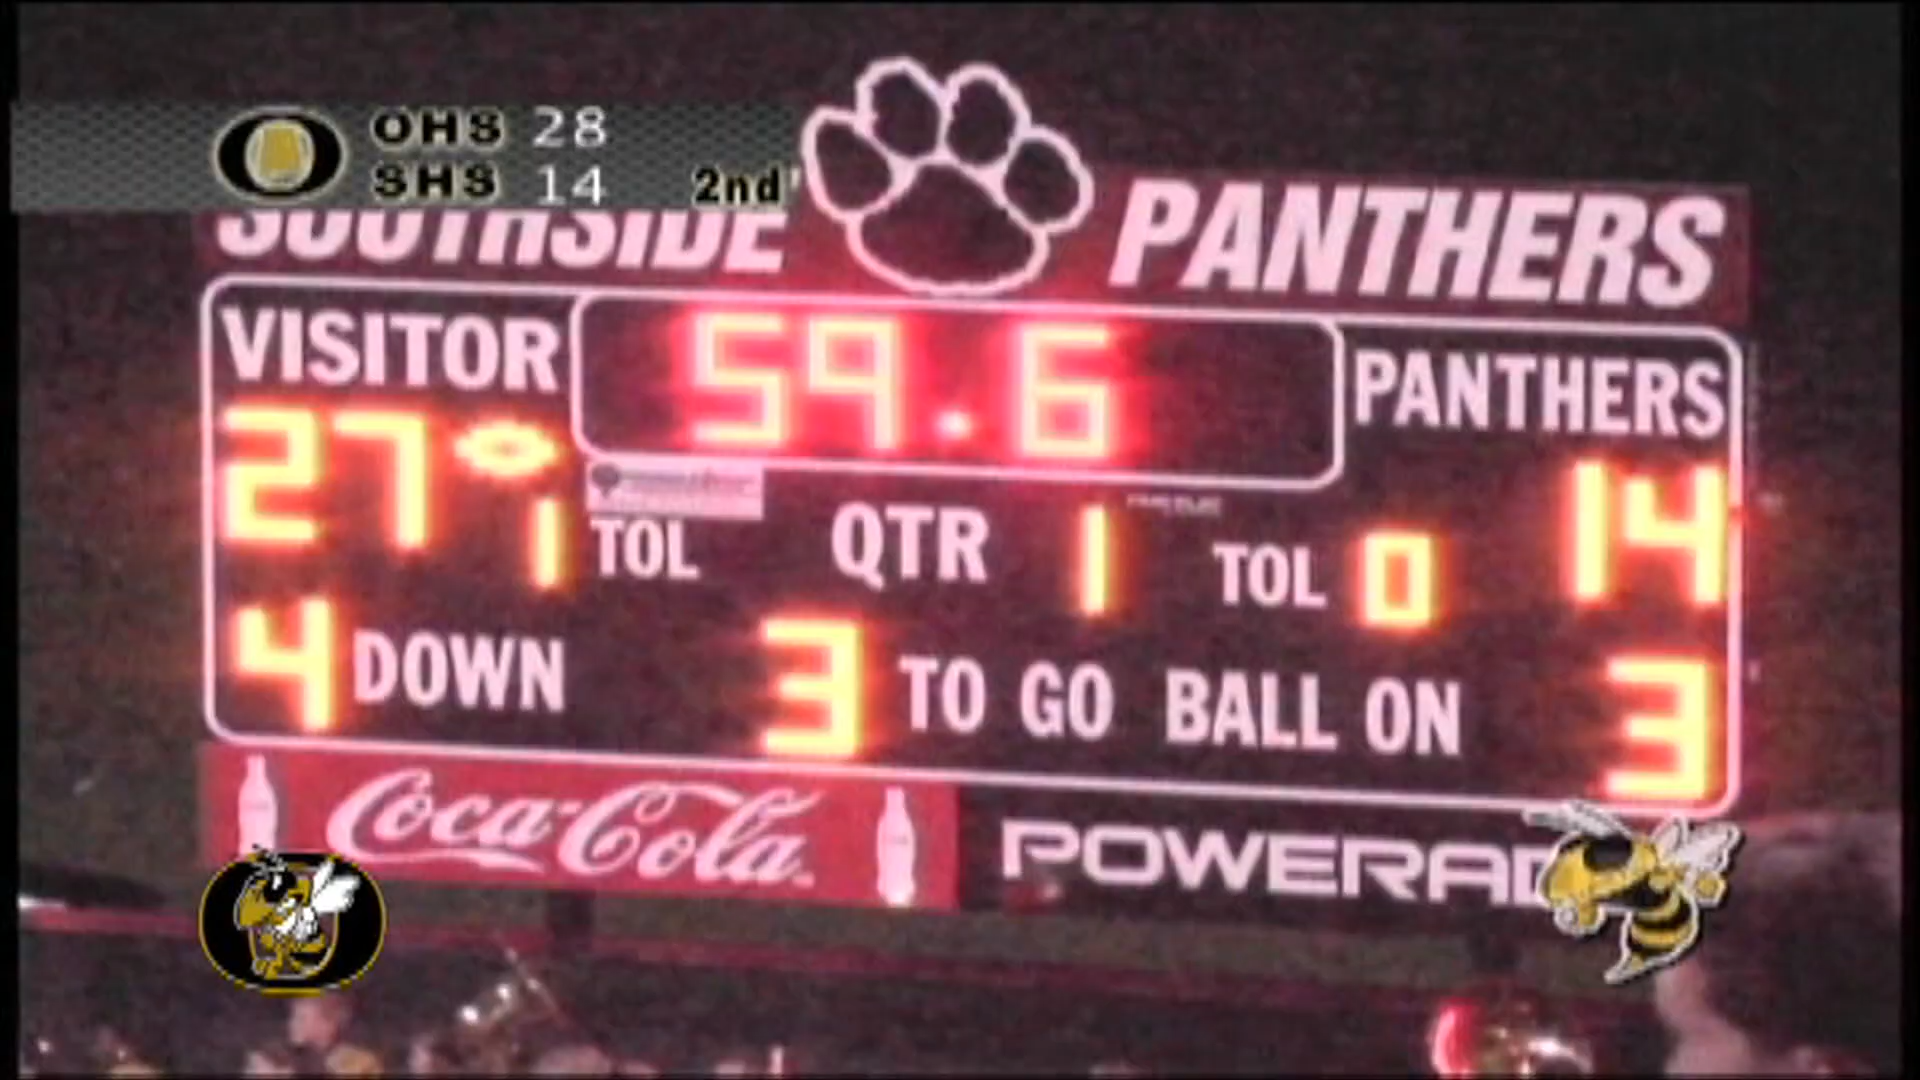 OHS 28
SHS 14 2nd
SOUTHSIDE PANTHERS
VISITOR 59.6 PANTHERS
27 14
1 TOL QTR 1 TOL 0
4 DOWN 3 TO GO BALL ON 3
Coca-Cola POWERAD